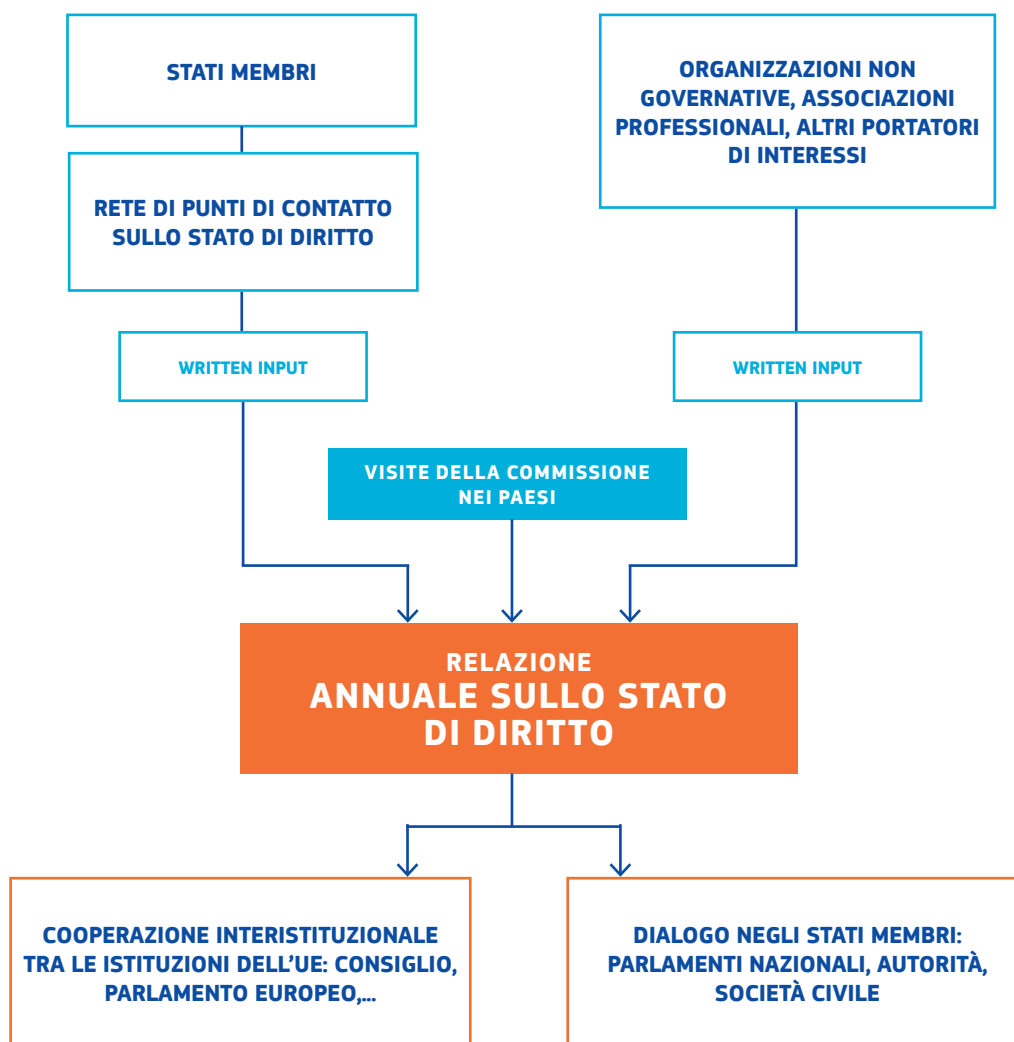 STATI MEMBRI
ORGANIZZAZIONI NON
GOVERNATIVE, ASSOCIAZIONI
PROFESSIONALI, ALTRI PORTATORI
DI INTERESSI
RETE DI PUNTI DI CONTATTO
SULLO STATO DI DIRITTO
WRITTEN INPUT
WRITTEN INPUT
VISITE DELLA COMMISSIONE
NEI PAESI
RELAZIONE
ANNUALE SULLO STATO
DI DIRITTO
COOPERAZIONE INTERISTITUZIONALE
TRA LE ISTITUZIONI DELL'UE: CONSIGLIO,
PARLAMENTO EUROPEO,...
DIALOGO NEGLI STATI MEMBRI:
PARLAMENTI NAZIONALI, AUTORITÀ,
SOCIETÀ CIVILE